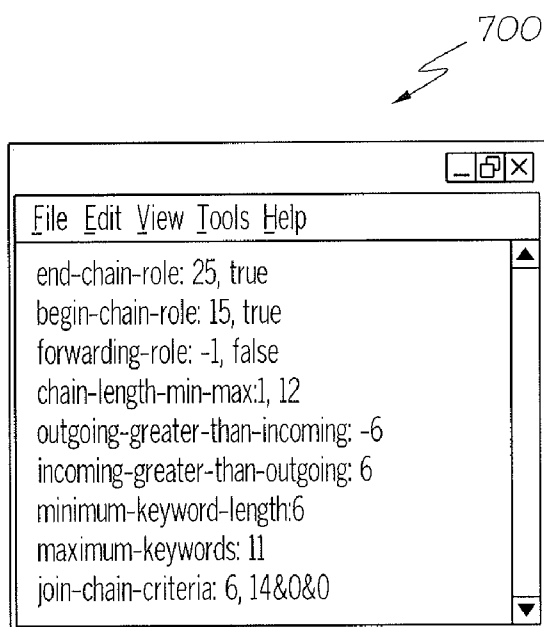 700
File Edit View Tools Help
end-chain-role: 25, true
begin-chain-role: 15, true
forwarding-role: -1, false
chain-length-min-max:1, 12
outgoing-greater-than-incoming: -6
incoming-greater-than-outgoing: 6
minimum-keyword-length:6
maximum-keywords: 11
join-chain-criteria: 6, 14&0&0